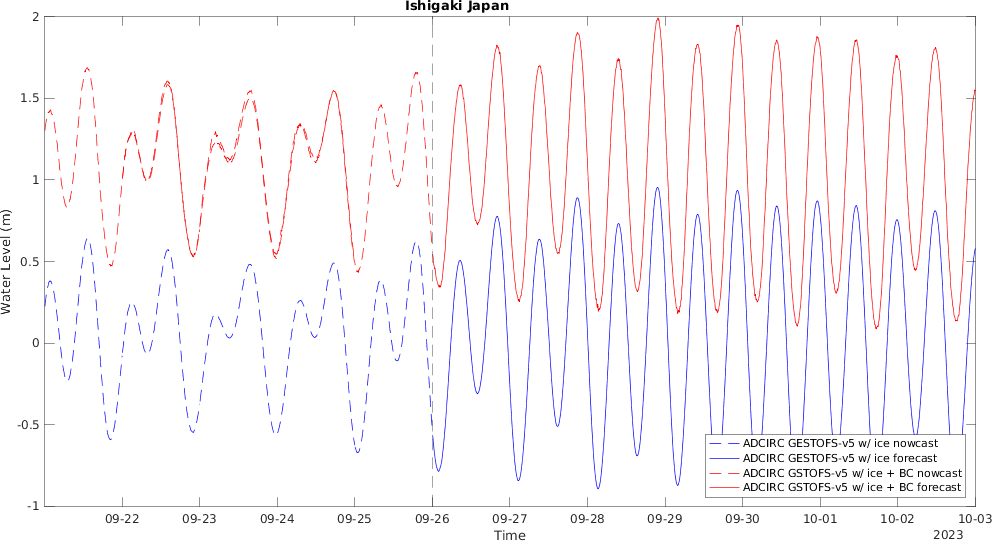 Ishigaki Japan
2
1.5
1
0.5
0
-0.5
-1
Water Level (m)
ADCIRC GESTOFS-v5 w/ ice nowcast
ADCIRC GESTOFS-v5 w/ ice forecast
ADCIRC GSTOFS-v5 w/ ice + BC nowcast
ADCIRC GSTOFS-v5 w/ ice + BC forecast
09-22 09-23 09-24 09-25 09-26 09-27 09-28 09-29 09-30 10-01 10-02 10-03
Time
2023